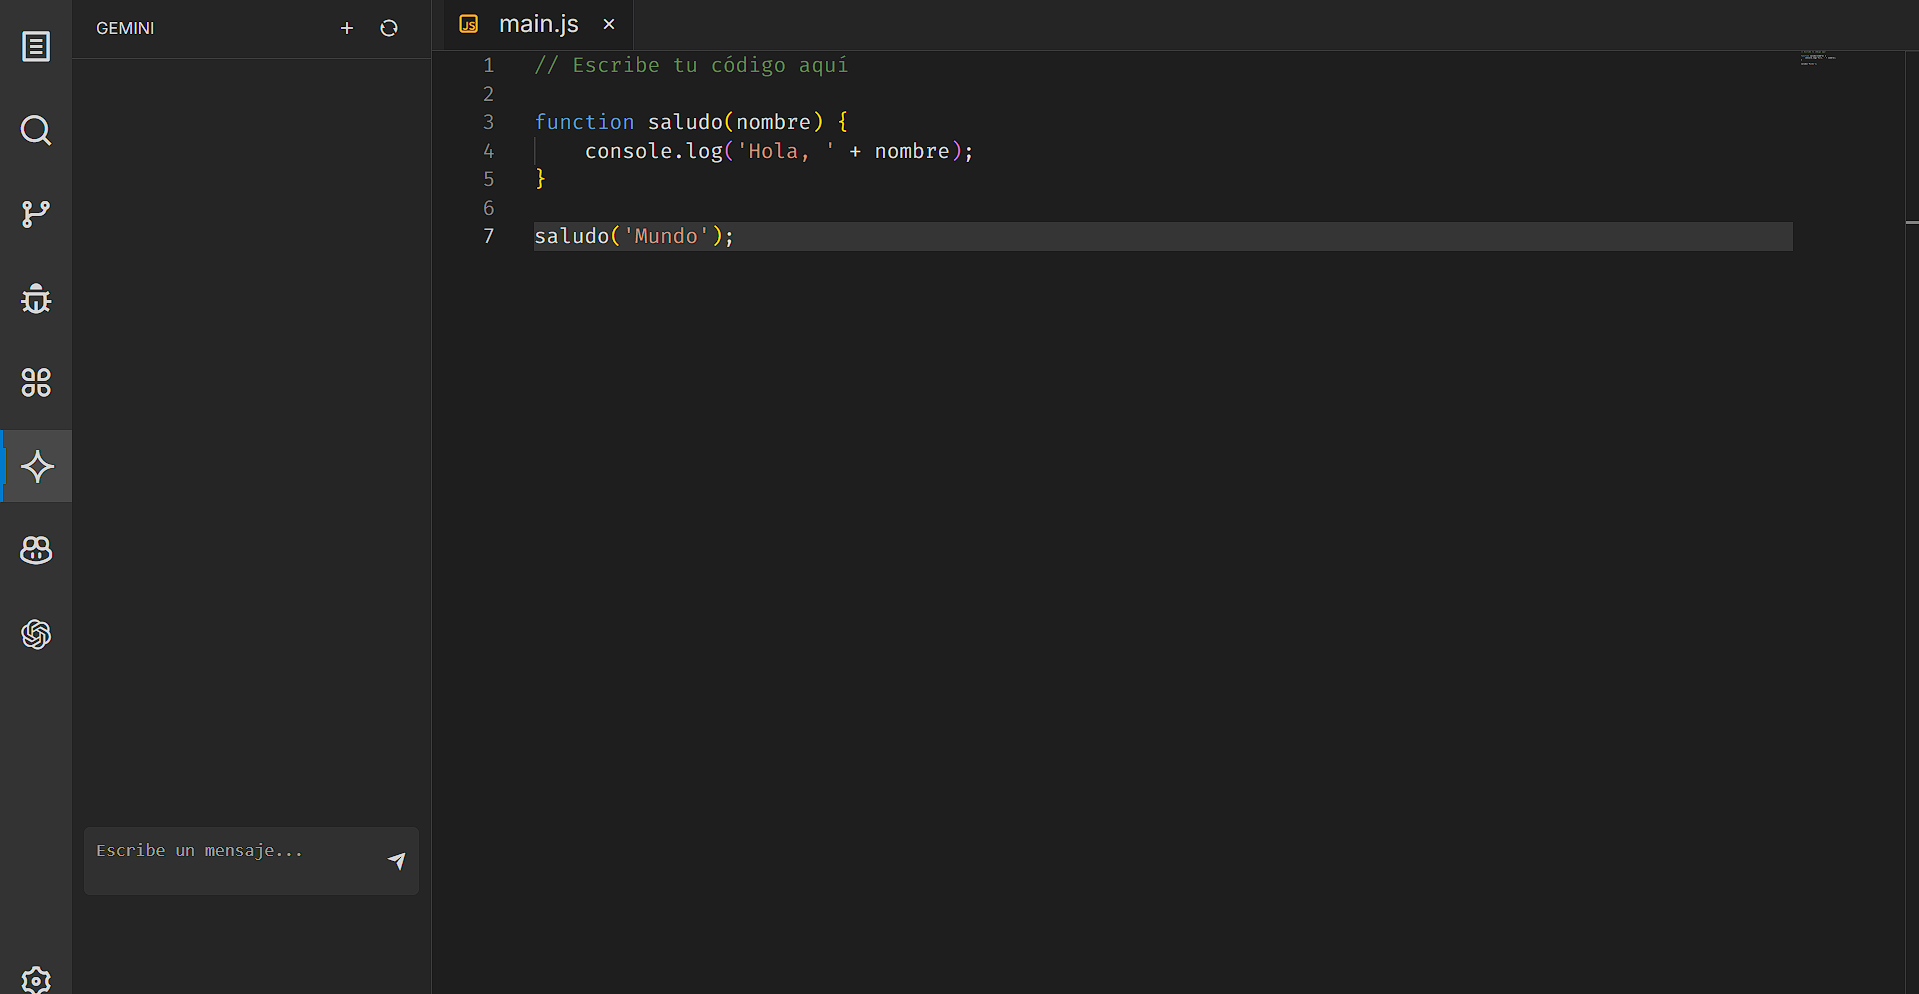 GEMINI
main.js
1 // Escribe tu código aquí
2
3 function saludo(nombre) {
4     console.log('Hola, ' + nombre);
5 }
6
7 saludo('Mundo');
Escribe un mensaje...